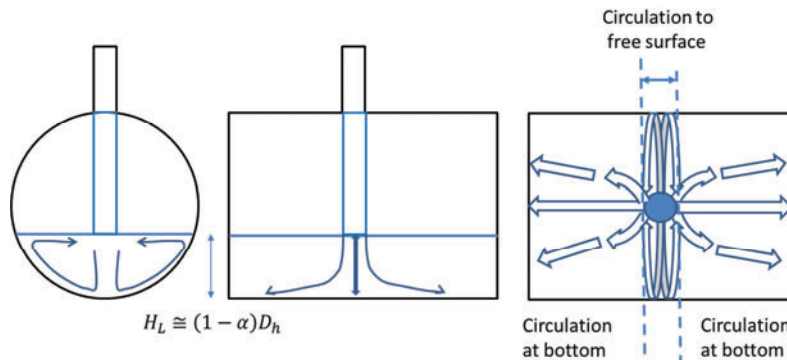 Circulation to
free surface
H_L ≅ (1 − α)D_h
Circulation
at bottom
Circulation
at bottom